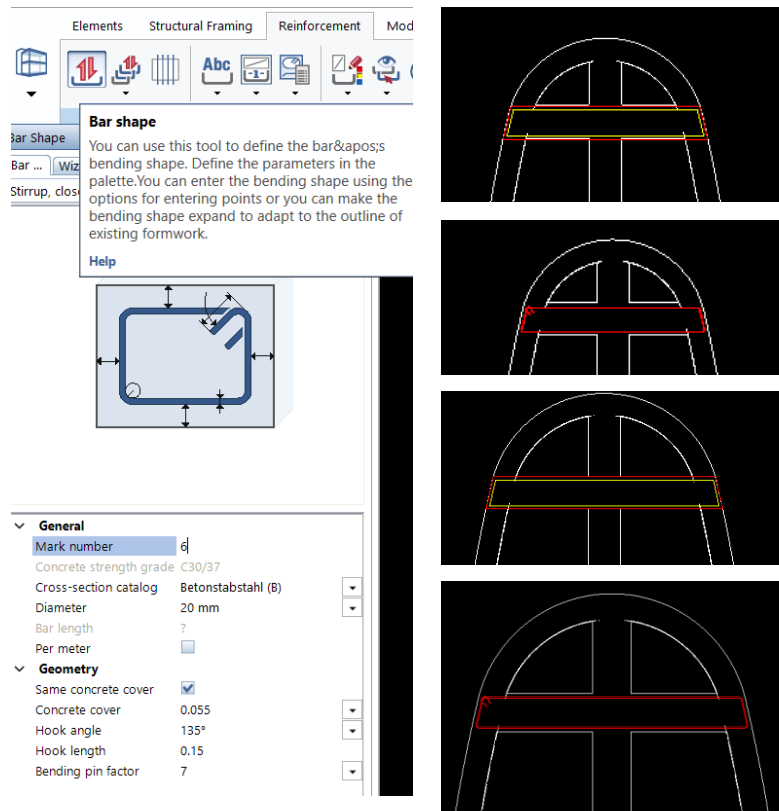 Elements Structural Framing Reinforcement Mod
Abc
-1-
Bar shape
You can use this tool to define the bar&apos;s
bending shape. Define the parameters in the
palette.You can enter the bending shape using the
options for entering points or you can make the
bending shape expand to adapt to the outline of
existing formwork.
Help
Bar Shape
Bar ... Wiz
Stirrup, close
General
Mark number 6
Concrete strength grade C30/37
Cross-section catalog Betonstabstahl (B)
Diameter 20 mm
Bar length ?
Per meter
Geometry
Same concrete cover
Concrete cover 0.055
Hook angle 135°
Hook length 0.15
Bending pin factor 7